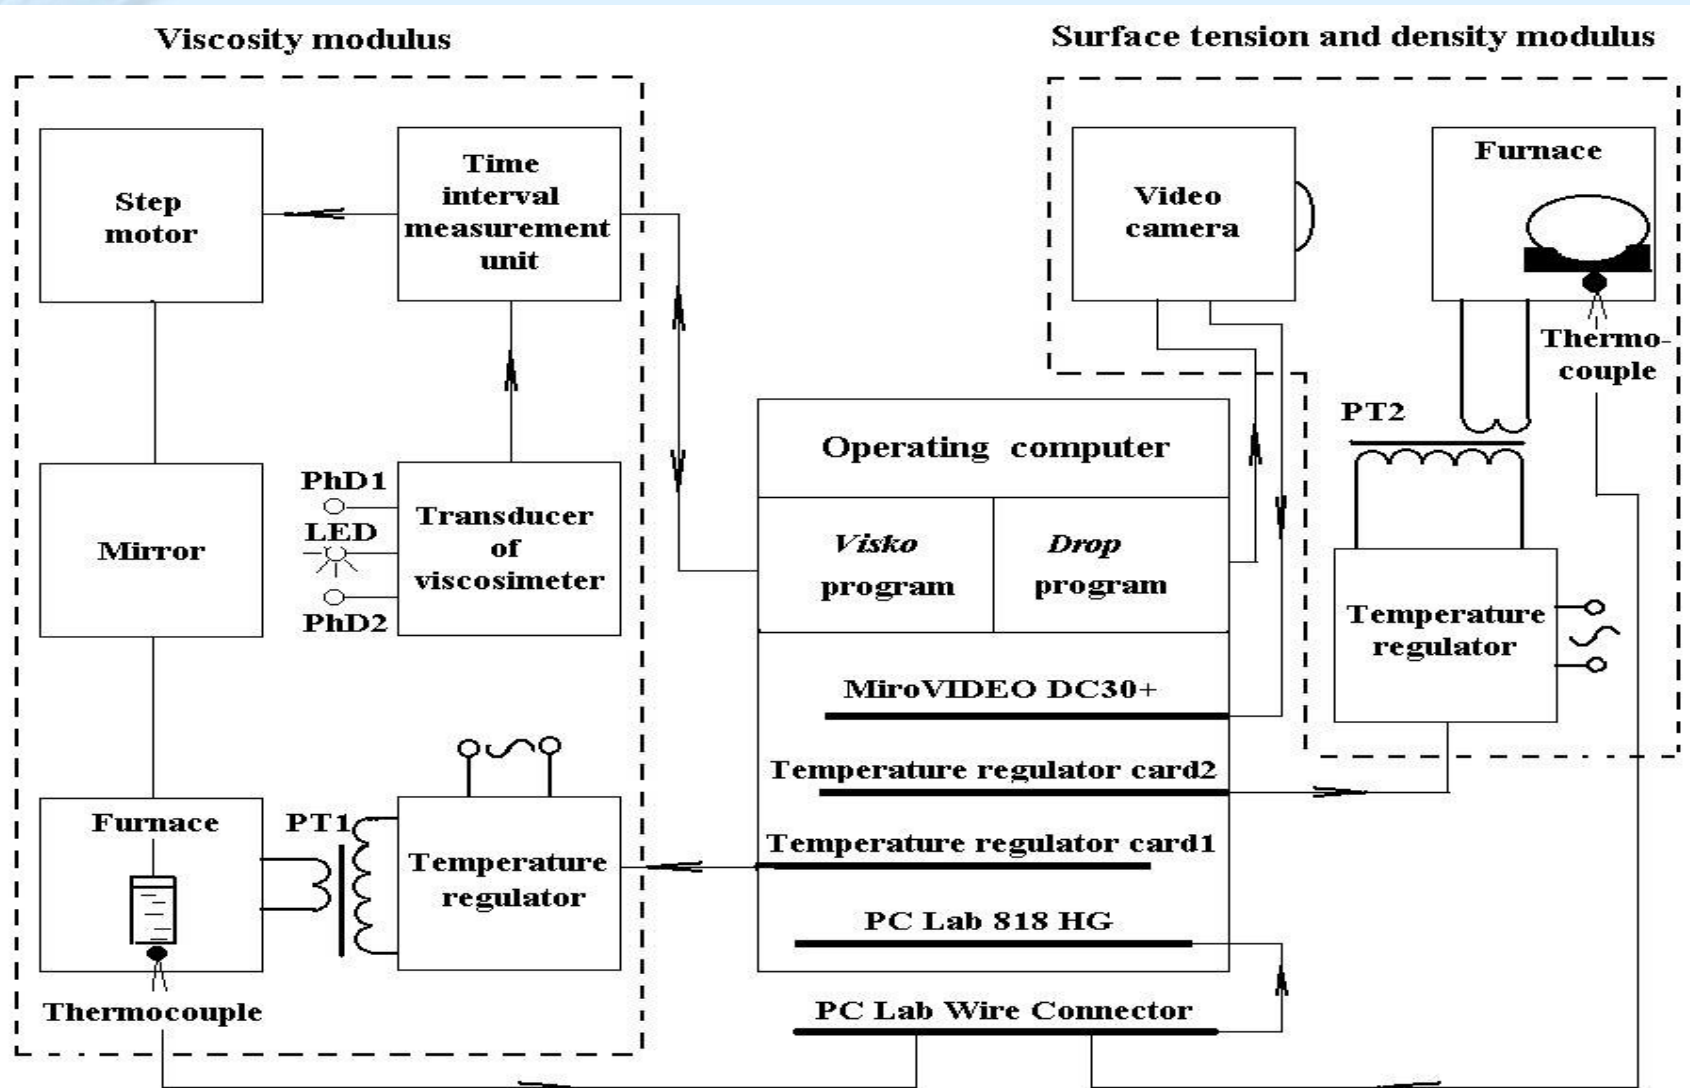 Viscosity modulus
Surface tension and density modulus
Step
motor
Time
interval
measurement
unit
Video
camera
Furnace
Thermo-
couple
PT2
Operating computer
PhD1
LED
PhD2
Transducer
of
viscosimeter
Mirror
Visko
program
Drop
program
Temperature
regulator
MiroVIDEO DC30+
Temperature regulator card2
Temperature regulator card1
PC Lab 818 HG
PC Lab Wire Connector
Furnace
PT1
Temperature
regulator
Thermocouple